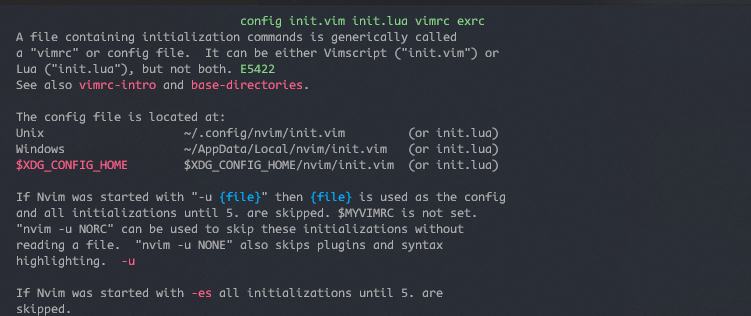 config init.vim init.lua vimrc exrc
A file containing initialization commands is generically called
a "vimrc" or config file.  It can be either Vimscript ("init.vim") or
Lua ("init.lua"), but not both. E5422
See also vimrc-intro and base-directories.

The config file is located at:
Unix                    ~/.config/nvim/init.vim         (or init.lua)
Windows                 ~/AppData/Local/nvim/init.vim   (or init.lua)
$XDG_CONFIG_HOME        $XDG_CONFIG_HOME/nvim/init.vim  (or init.lua)

If Nvim was started with "-u {file}" then {file} is used as the config
and all initializations until 5. are skipped. $MYVIMRC is not set.
"nvim -u NORC" can be used to skip these initializations without
reading a file.  "nvim -u NONE" also skips plugins and syntax
highlighting.  -u

If Nvim was started with -es all initializations until 5. are
skipped.